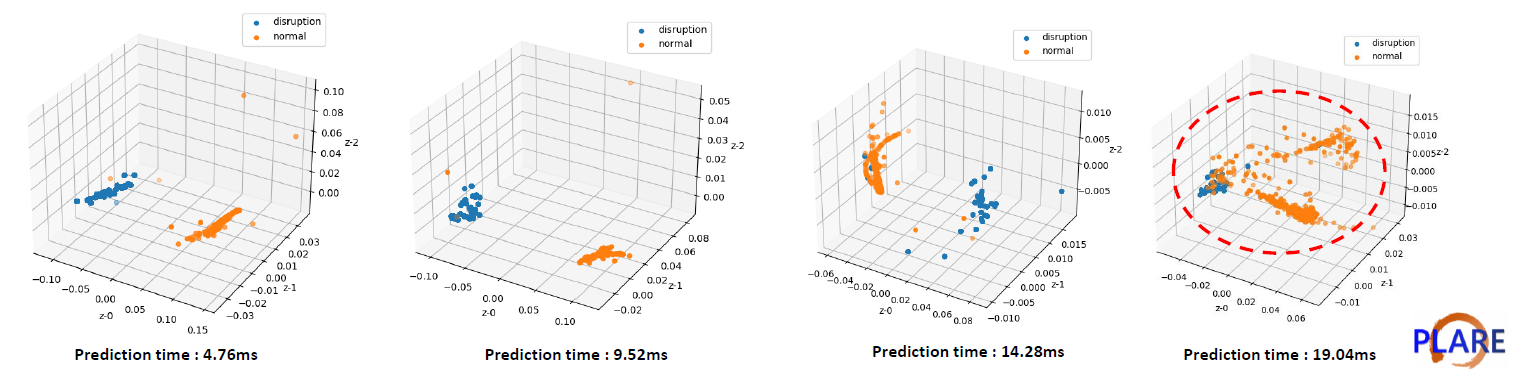 disruption
normal
0.10
0.08
0.06
0.04
0.02
0.00
z-2
0.03
0.02
0.01
0.00
−0.01
−0.02
−0.03
z-1
−0.10
−0.05
0.00
0.05
0.10
0.15
z-0
Prediction time : 4.76ms
disruption
normal
0.05
0.04
0.03
0.02
0.01
0.00
z-2
0.08
0.06
0.04
0.02
0.00
−0.02
z-1
−0.10
−0.05
0.00
0.05
0.10
z-0
Prediction time : 9.52ms
disruption
normal
0.010
0.005
0.000
−0.005
z-2
0.015
0.010
0.005
0.000
−0.005
−0.010
z-1
−0.06
−0.04
−0.02
0.00
0.02
0.04
0.06
0.08
z-0
Prediction time : 14.28ms
disruption
normal
0.015
0.010
0.005
0.000
−0.005
−0.010
z-2
0.03
0.02
0.01
0.00
−0.01
z-1
−0.04
−0.02
0.00
0.02
0.04
0.06
z-0
Prediction time : 19.04ms
PLARE